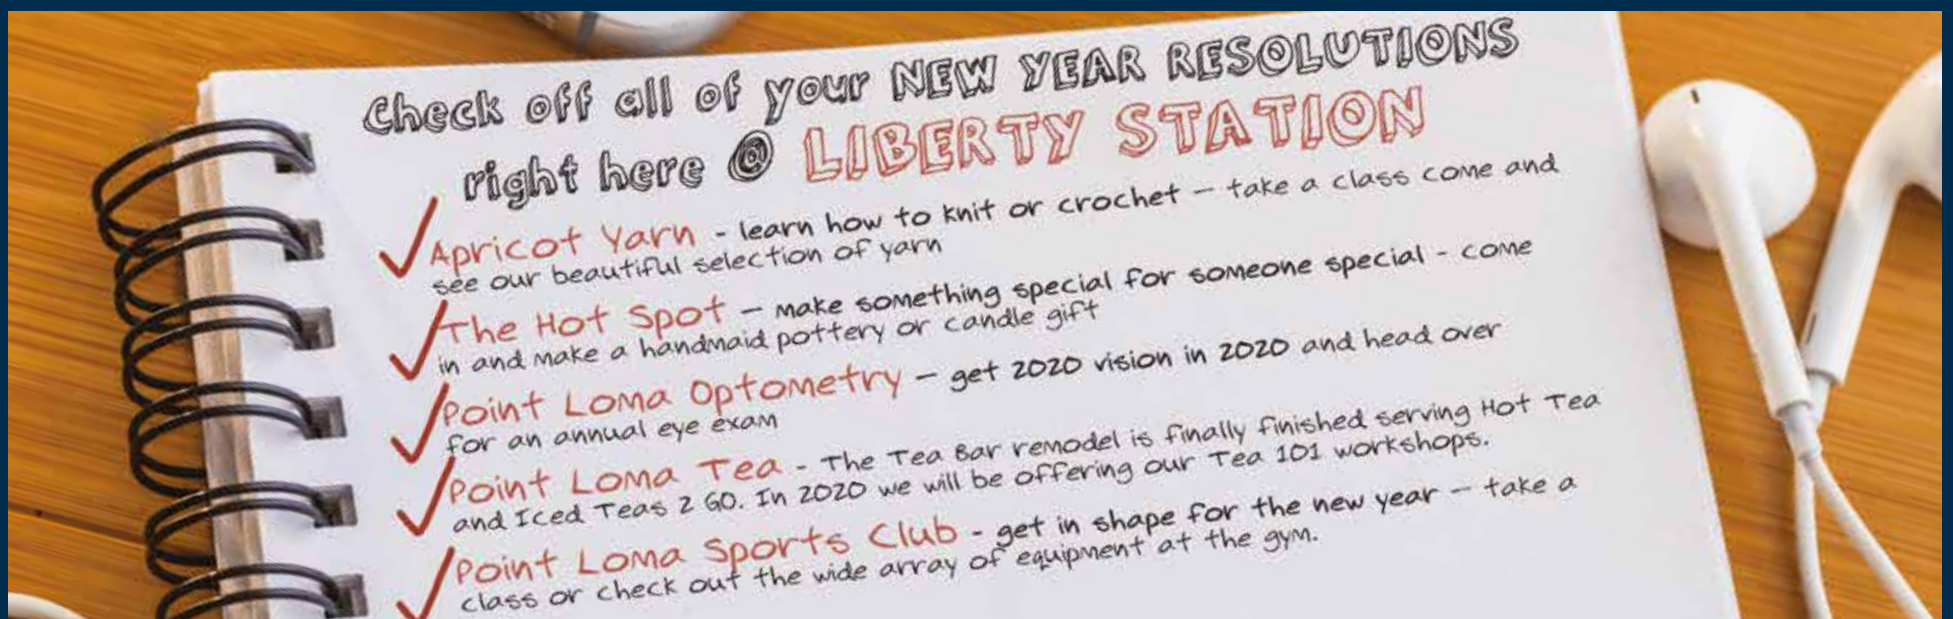 Check off all of your NEW YEAR RESOLUTIONS
right here @ LIBERTY STATION
Apricot Yarn - learn how to knit or crochet – take a class come and
see our beautiful selection of yarn
The Hot Spot – make something special for someone special - come
in and make a handmaid pottery or candle gift
Point Loma Optometry – get 2020 vision in 2020 and head over
for an annual eye exam
Point Loma Tea - The Tea Bar remodel is finally finished serving Hot Tea
and Iced Teas 2 GO. In 2020 we will be offering our Tea 101 workshops.
Point Loma Sports Club - get in shape for the new year – take a
class or check out the wide array of equipment at the gym.